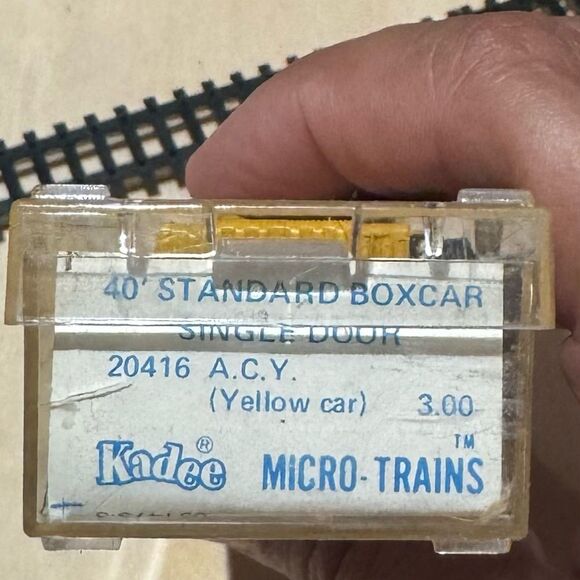 40' STANDARD BOXCAR
SINGLE DOOR
20416 A.C.Y.
(Yellow car) 3.00
Kadee® MICRO-TRAINS™